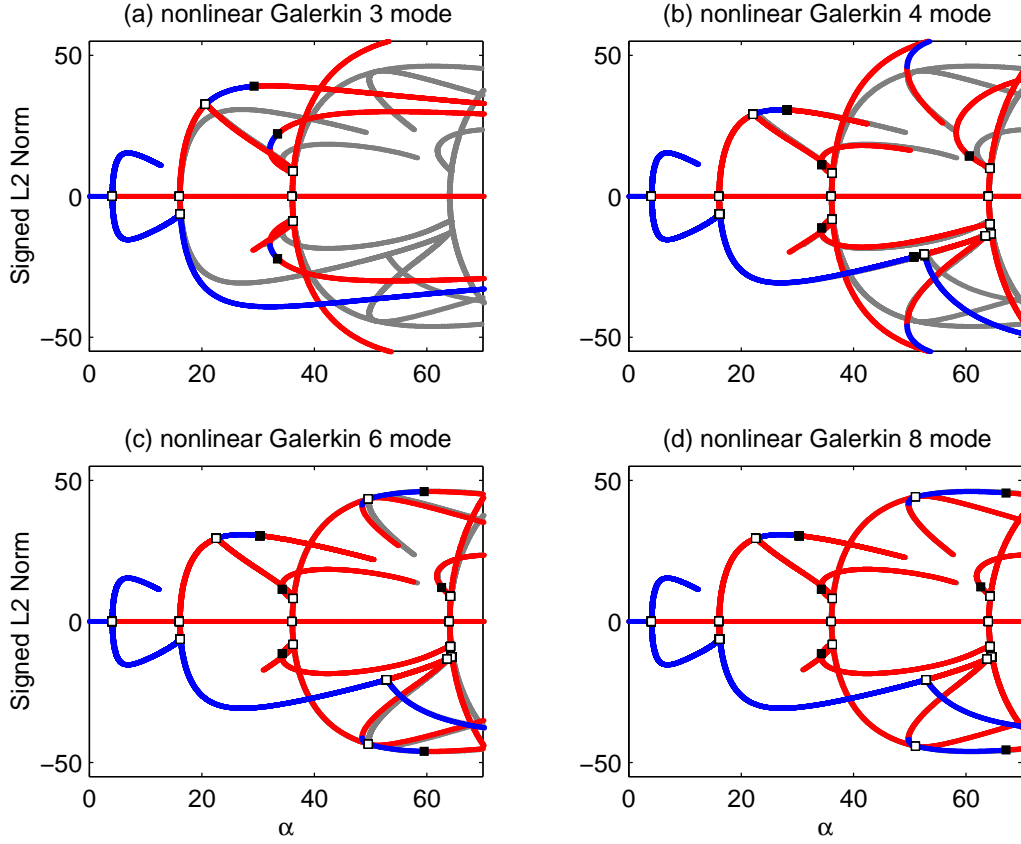 (a) nonlinear Galerkin 3 mode
(b) nonlinear Galerkin 4 mode
50
0
−50
Signed L2 Norm
0 20 40 60
α
50
0
−50
0 20 40 60
α
(c) nonlinear Galerkin 6 mode
(d) nonlinear Galerkin 8 mode
50
0
−50
Signed L2 Norm
0 20 40 60
α
50
0
−50
0 20 40 60
α